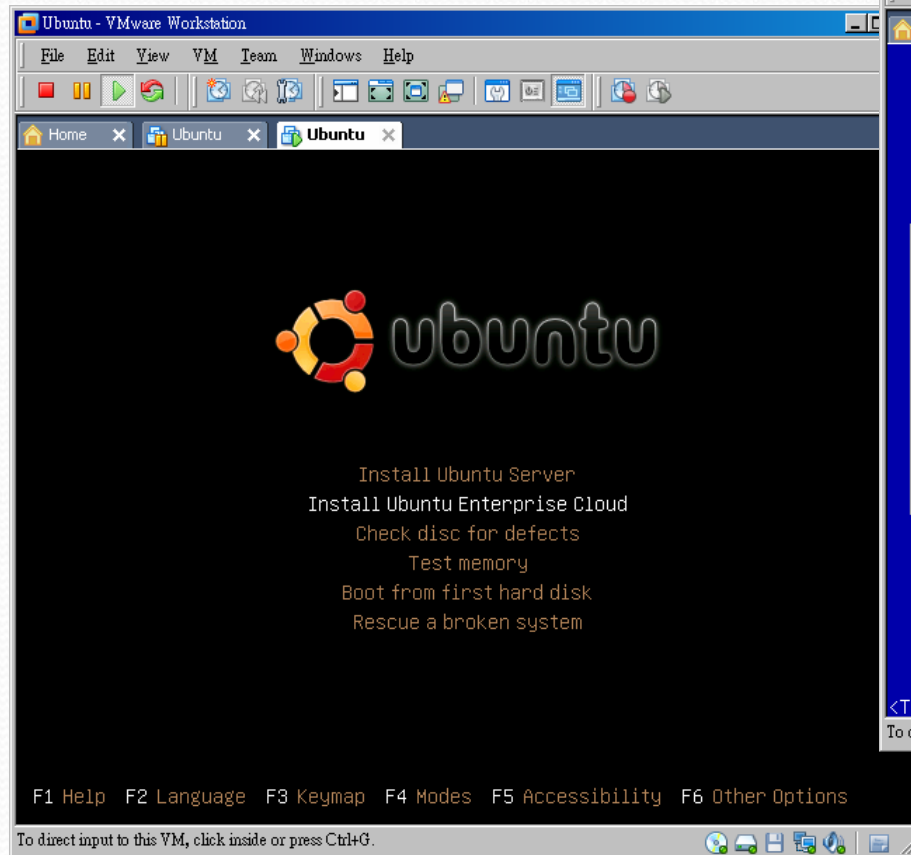 Ubuntu - VMware Workstation
File Edit View VM Team Windows Help
Home Ubuntu Ubuntu
ubuntu
Install Ubuntu Server
Install Ubuntu Enterprise Cloud
Check disc for defects
Test memory
Boot from first hard disk
Rescue a broken system
F1 Help F2 Language F3 Keymap F4 Modes F5 Accessibility F6 Other Options
To direct input to this VM, click inside or press Ctrl+G.
<T
To